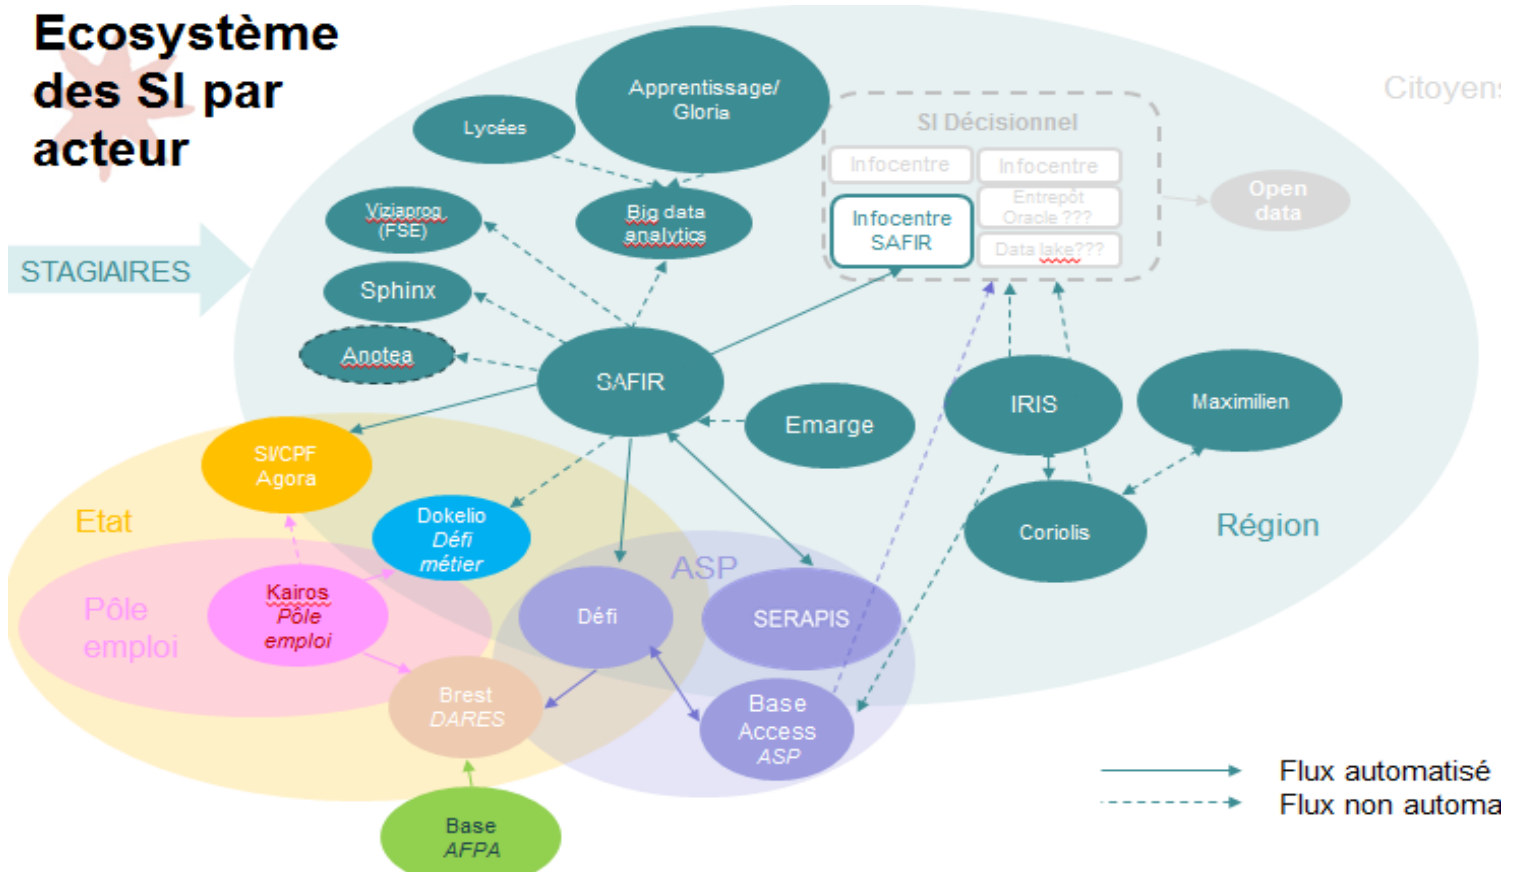 Ecosystème
des SI par
acteur
Citoyens
Apprentissage/
Gloria
Lycées
SI Décisionnel
Infocentre
Infocentre
Entrepôt
Oracle ???
Infocentre
SAFIR
Data lake???
Open
data
Viziaprog
(FSE)
Big data
analytics
STAGIAIRES
Sphinx
Anotea
SAFIR
Emarge
IRIS
Maximilien
SI/CPF
Agora
Etat
Dokelio
Défi
métier
Coriolis
Région
ASP
Pôle
emploi
Kairos
Pôle
emploi
Défi
SERAPIS
Brest
DARES
Base
Access
ASP
Flux automatisé
Flux non automa
Base
AFPA